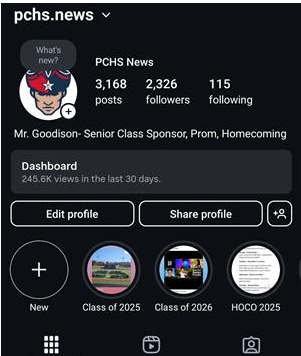 pchs.news
What's
new?
PCHS News
3,168 2,326 115
posts followers following
Mr. Goodison- Senior Class Sponsor, Prom, Homecoming
Dashboard
245.6K views in the last 30 days.
Edit profile Share profile
New Class of 2025 Class of 2026 HOCO 2025